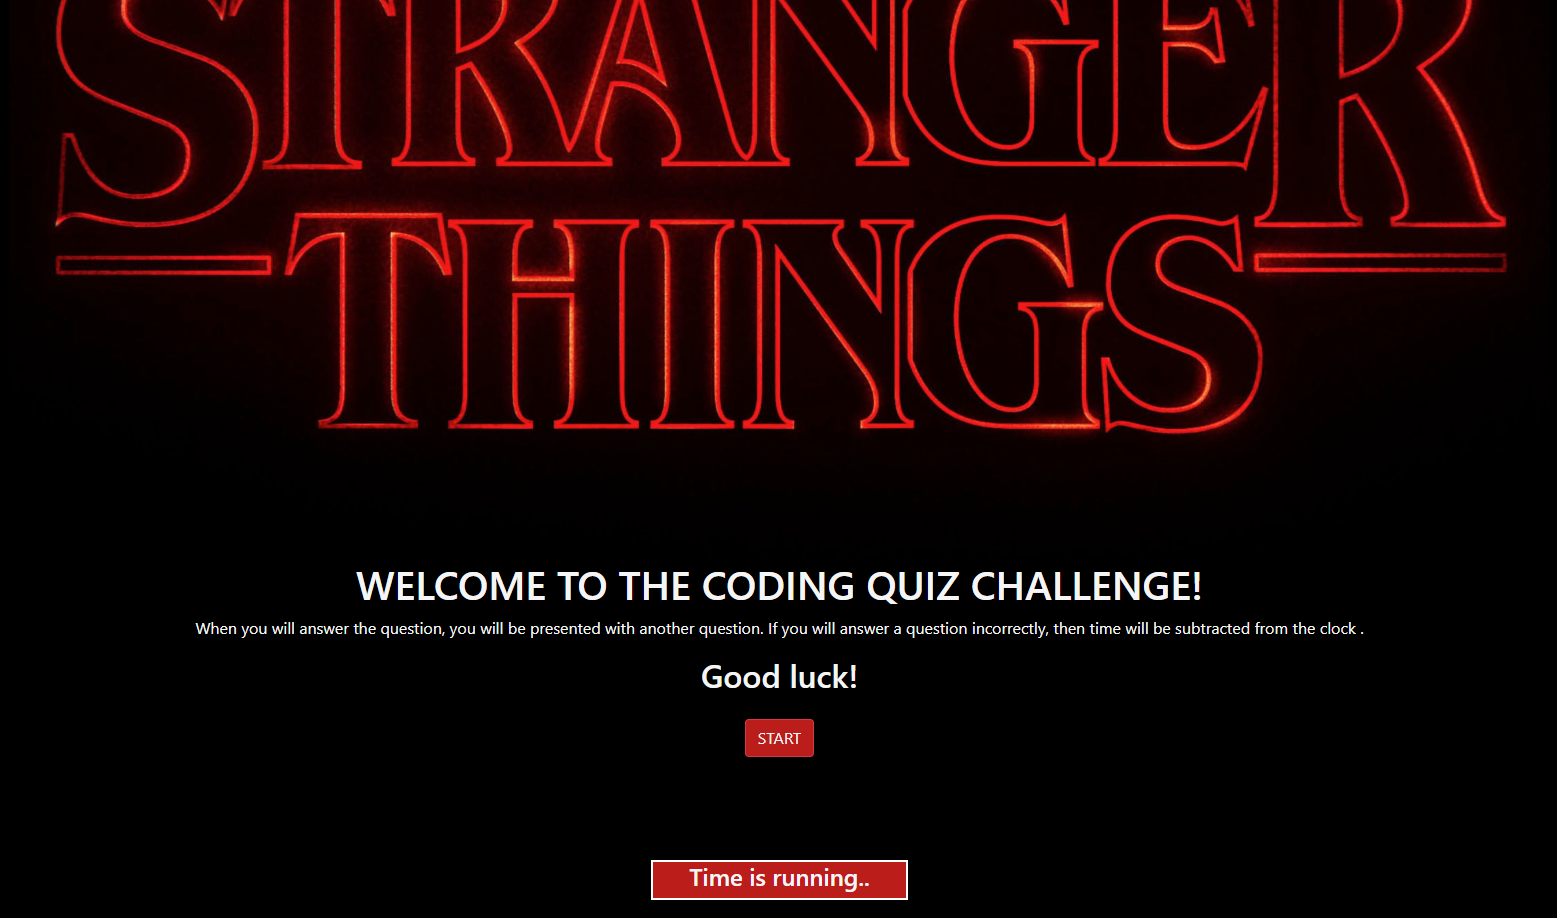 STRANGER
THINGS
WELCOME TO THE CODING QUIZ CHALLENGE!
When you will answer the question, you will be presented with another question. If you will answer a question incorrectly, then time will be subtracted from the clock .
Good luck!
START
Time is running..